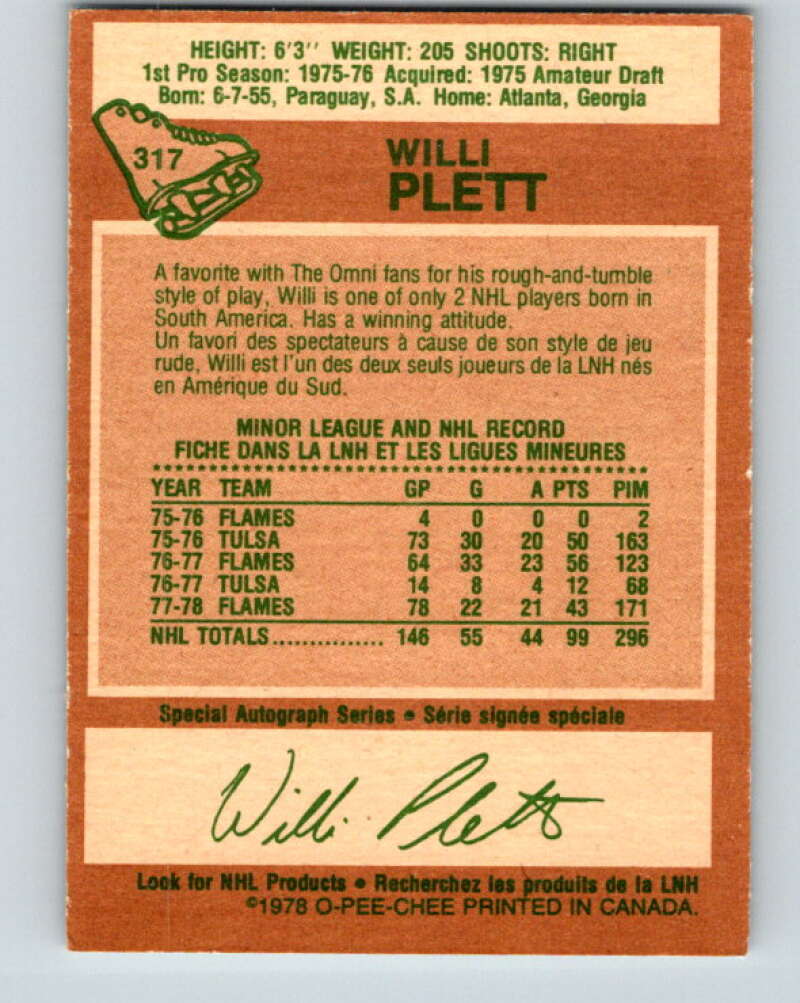 HEIGHT: 6'3'' WEIGHT: 205 SHOOTS: RIGHT
1st Pro Season: 1975-76 Acquired: 1975 Amateur Draft
Born: 6-7-55, Paraguay, S.A. Home: Atlanta, Georgia
317
WILLI
PLETT
A favorite with The Omni fans for his rough-and-tumble
style of play, Willi is one of only 2 NHL players born in
South America. Has a winning attitude.
Un favori des spectateurs à cause de son style de jeu
rude, Willi est l'un des deux seuls joueurs de la LNH nés
en Amérique du Sud.
MINOR LEAGUE AND NHL RECORD
FICHE DANS LA LNH ET LES LIGUES MINEURES
YEAR TEAM GP G A PTS PIM
75-76 FLAMES 4 0 0 0 2
75-76 TULSA 73 30 20 50 163
76-77 FLAMES 64 33 23 56 123
76-77 TULSA 14 8 4 12 68
77-78 FLAMES 78 22 21 43 171
NHL TOTALS............... 146 55 44 99 296
Special Autograph Series • Série signée spéciale
Willi Plett
Look for NHL Products • Recherchez les produits de la LNH
©1978 O-PEE-CHEE PRINTED IN CANADA.